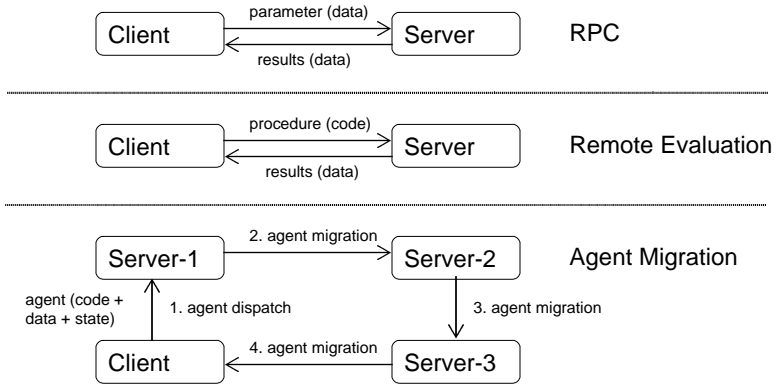 parameter (data)
Client
Server
RPC
results (data)
procedure (code)
Client
Server
Remote Evaluation
results (data)
2. agent migration
Server-1
Server-2
Agent Migration
agent (code +
data + state)
1. agent dispatch
3. agent migration
4. agent migration
Client
Server-3